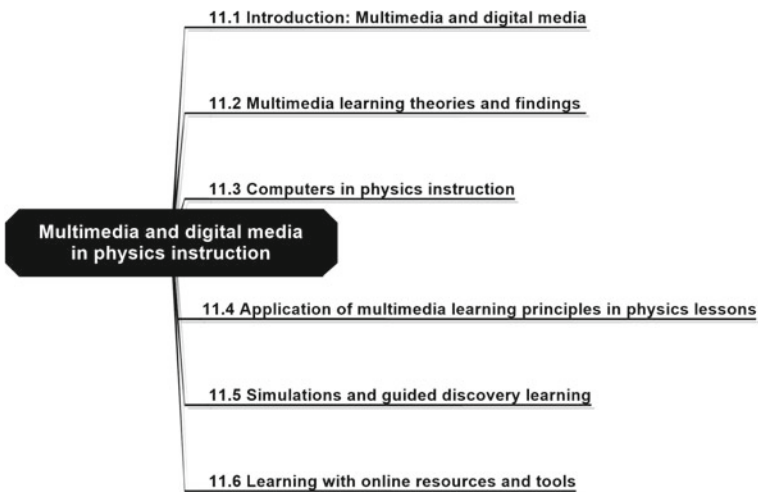 11.1 Introduction: Multimedia and digital media
11.2 Multimedia learning theories and findings
11.3 Computers in physics instruction
Multimedia and digital media
in physics instruction
11.4 Application of multimedia learning principles in physics lessons
11.5 Simulations and guided discovery learning
11.6 Learning with online resources and tools